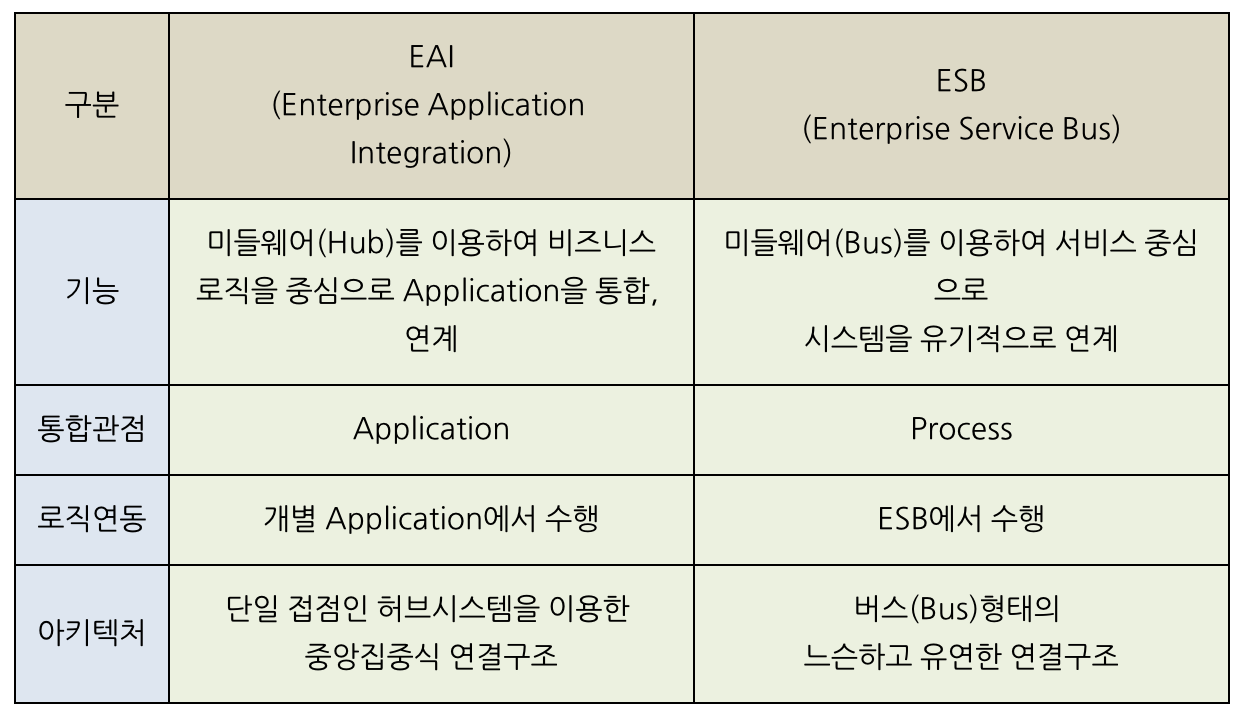 구분
EAI
(Enterprise Application
Integration)
ESB
(Enterprise Service Bus)
기능
미들웨어(Hub)를 이용하여 비즈니스
로직을 중심으로 Application을 통합,
연계
미들웨어(Bus)를 이용하여 서비스 중심
으로
시스템을 유기적으로 연계
통합관점
Application
Process
로직연동
개별 Application에서 수행
ESB에서 수행
아키텍처
단일 접점인 허브시스템을 이용한
중앙집중식 연결구조
버스(Bus)형태의
느슨하고 유연한 연결구조